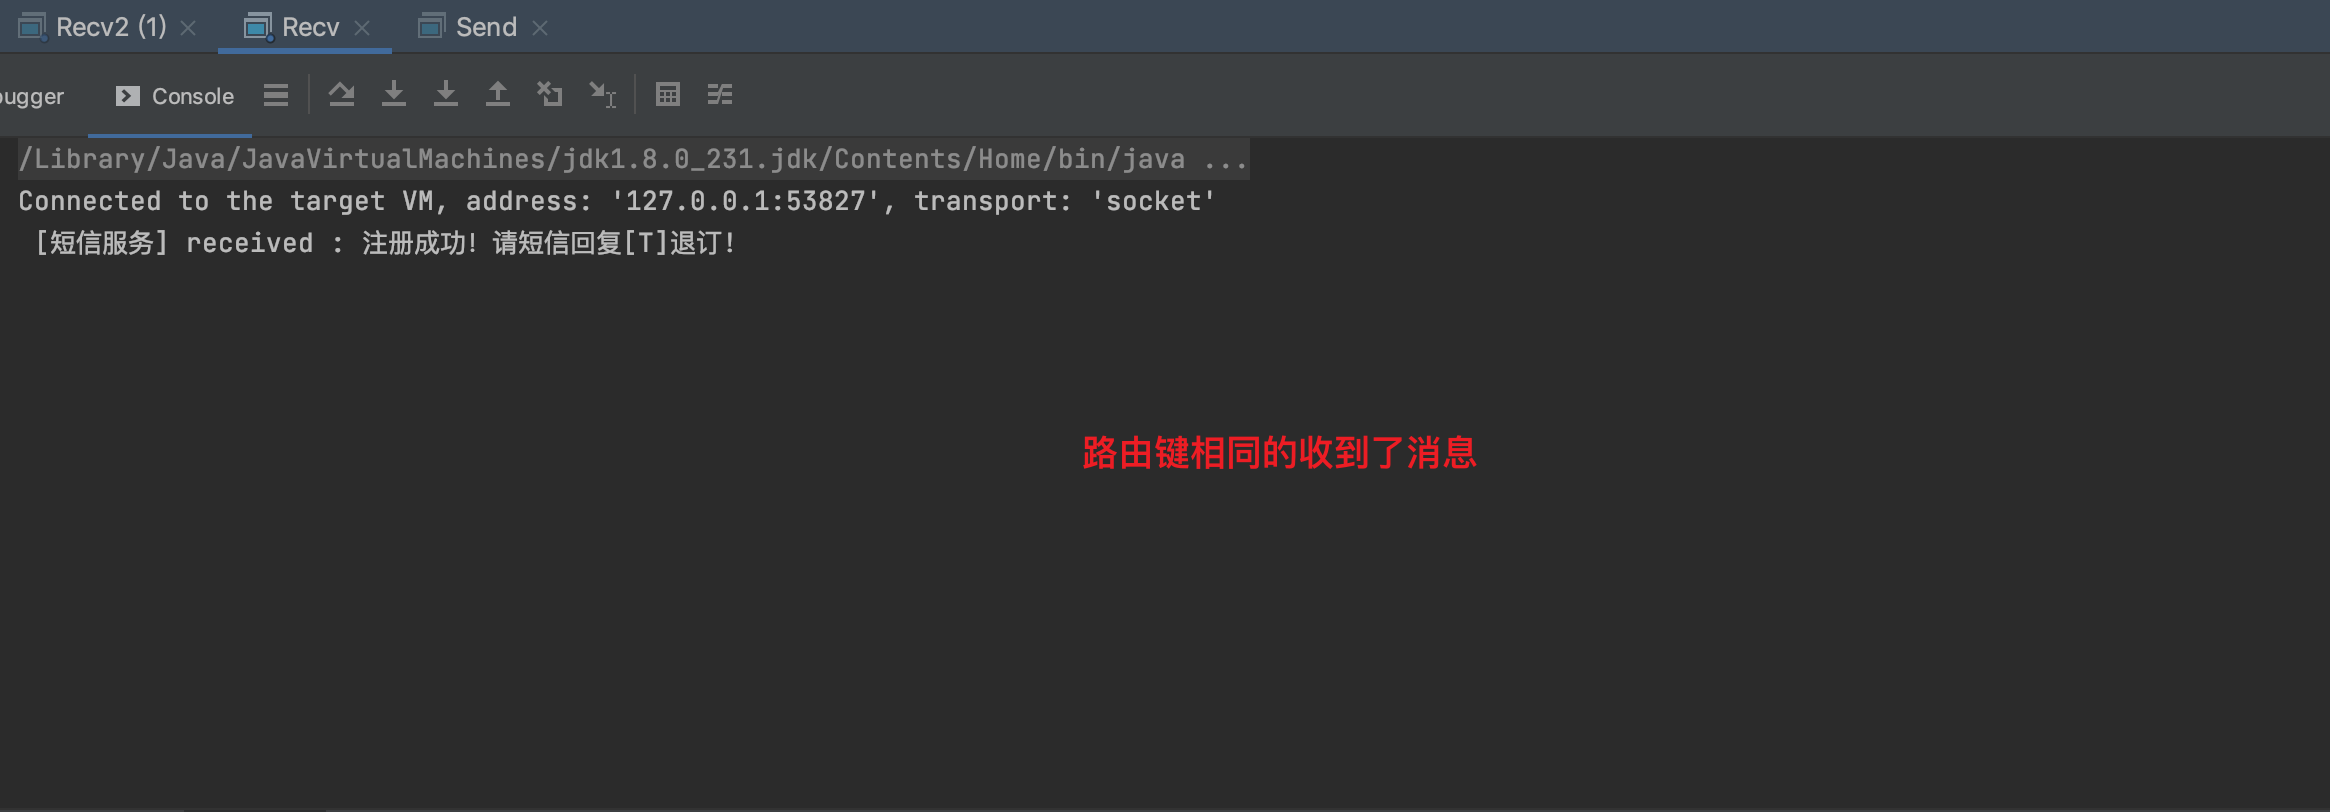 Recv2 (1) Recv Send
bugger Console
/Library/Java/JavaVirtualMachines/jdk1.8.0_231.jdk/Contents/Home/bin/java ...
Connected to the target VM, address: '127.0.0.1:53827', transport: 'socket'
[短信服务] received : 注册成功！请短信回复[T]退订！
路由键相同的收到了消息